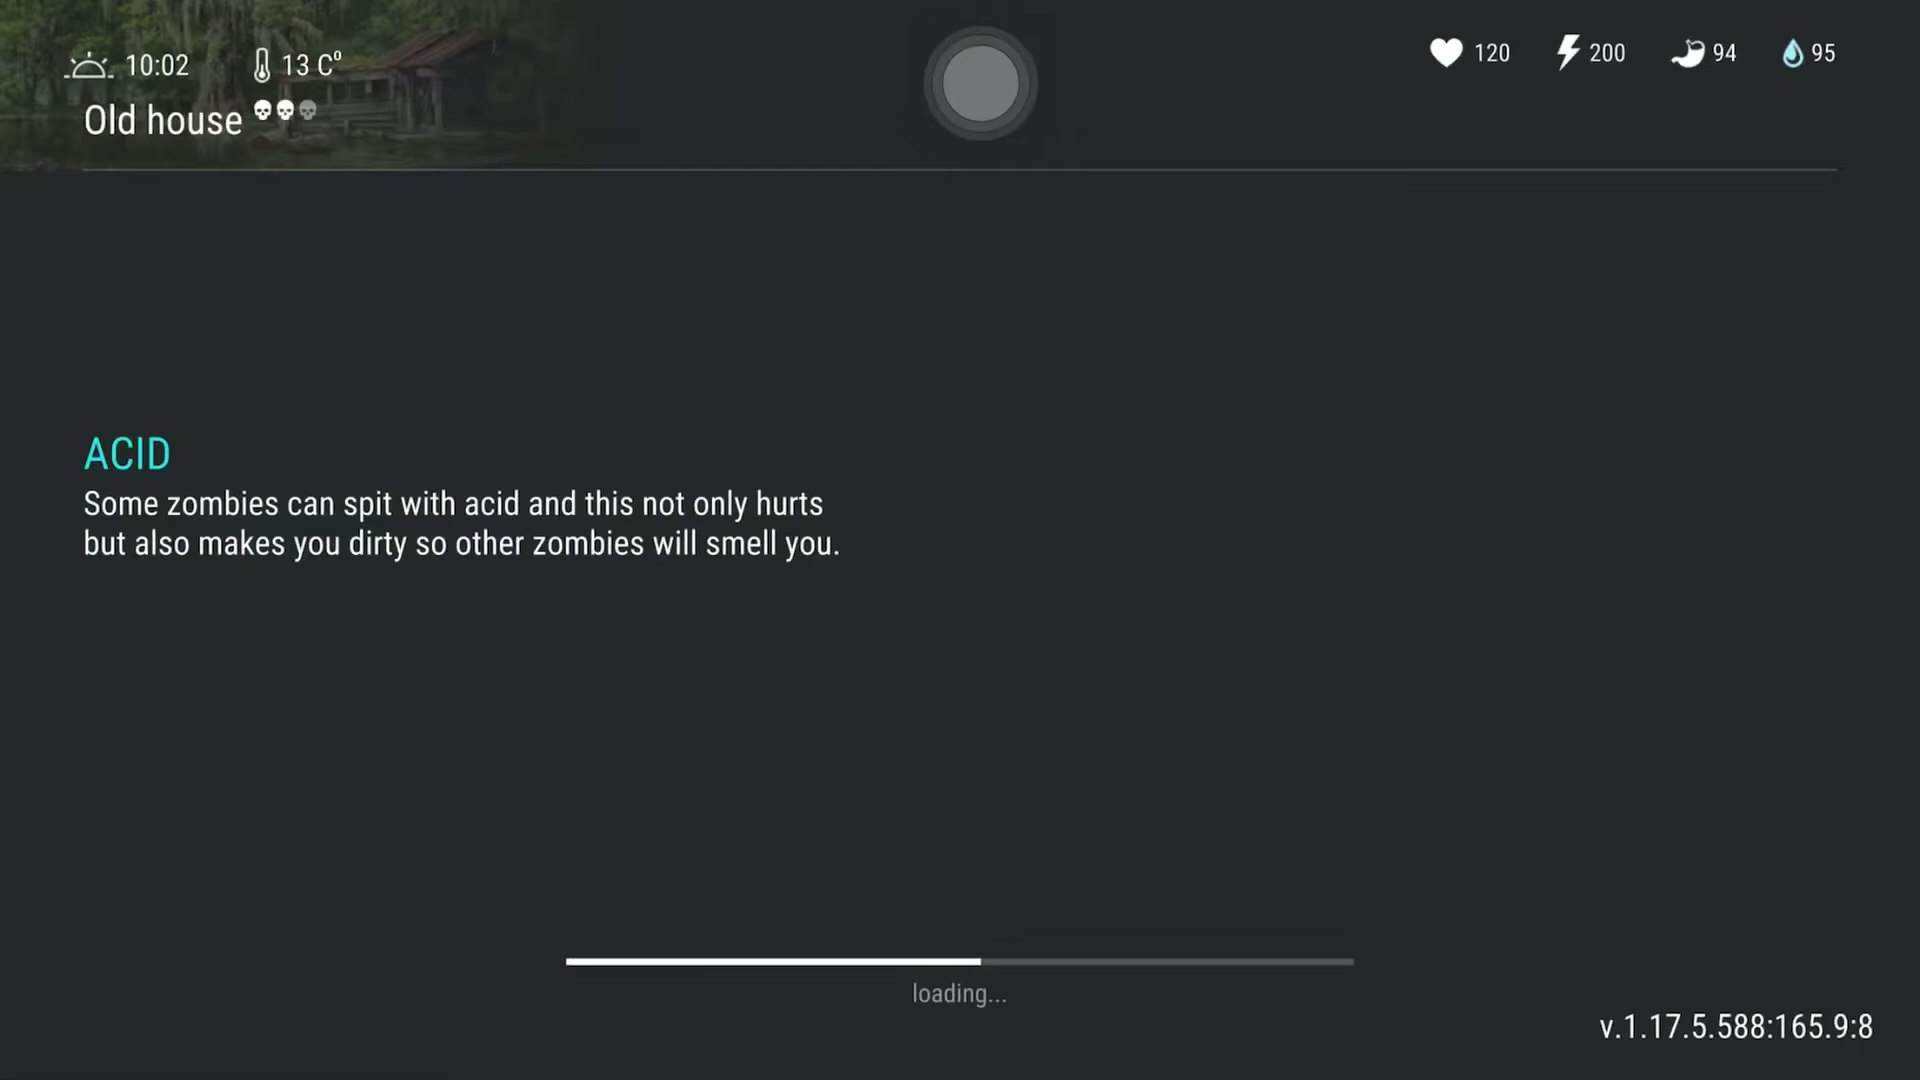 10:02
13 C⁰
120
200
94
95
Old house
ACID
Some zombies can spit with acid and this not only hurts
but also makes you dirty so other zombies will smell you.
loading...
v.1.17.5.588:165.9:8